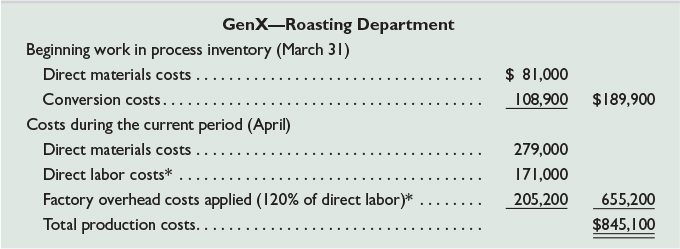 GenX—Roasting Department
Beginning work in process inventory (March 31)
Direct materials costs . . . . . . . . . . . . . . . . . . . . . . . . . . . . . . . . . . $ 81,000
Conversion costs. . . . . . . . . . . . . . . . . . . . . . . . . . . . . . . . . . . . . . 108,900 $189,900
Costs during the current period (April)
Direct materials costs . . . . . . . . . . . . . . . . . . . . . . . . . . . . . . . . . . 279,000
Direct labor costs* . . . . . . . . . . . . . . . . . . . . . . . . . . . . . . . . . . . . 171,000
Factory overhead costs applied (120% of direct labor)* . . . . . . . . 205,200 655,200
Total production costs. . . . . . . . . . . . . . . . . . . . . . . . . . . . . . . . . . $845,100